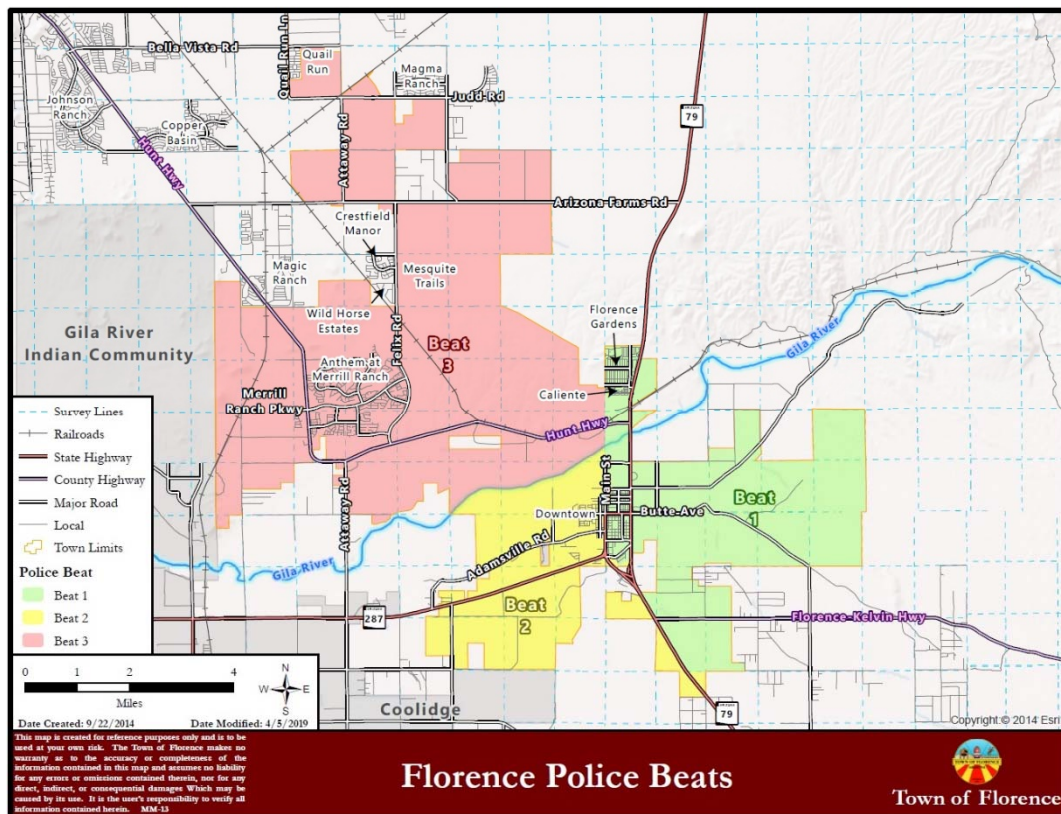 Bella Vista Rd
Quail Run Ln
Quail
Run
Magma
Ranch
Judd Rd
Johnson
Ranch
Copper
Basin
Hunt Hwy
Attaway Rd
79
Arizona Farms Rd
Crestfield
Manor
Magic
Ranch
Mesquite
Trails
Wild Horse
Estates
Gila River
Indian Community
Felix Rd
Beat
3
Florence
Gardens
Gila River
Anthem at
Merrill Ranch
Merrill
Ranch Pkwy
Caliente
Hunt Hwy
Main St
Attaway Rd
Downtown
Butte Ave
Beat
1
Adamsville Rd
Gila River
287
Beat
2
Florence-Kelvin Hwy
Coolidge
79
Survey Lines
Railroads
State Highway
County Highway
Major Road
Local
Town Limits
Police Beat
Beat 1
Beat 2
Beat 3
0 1 2 4
Miles
N
W E
S
Date Created: 9/22/2014 Date Modified: 4/5/2019
Copyright © 2014 Esri
This map is created for reference purposes only and is to be
used at your own risk. The Town of Florence makes no
warranty as to the accuracy or completeness of the
information contained in this map and assumes no liability
for any errors or omissions contained therein, nor for any
direct, indirect, or consequential damages Which may be
caused by its use. It is the user's responsibility to verify all
information contained herein. MM-13
Florence Police Beats
TOWN OF FLORENCE
Town of Florence